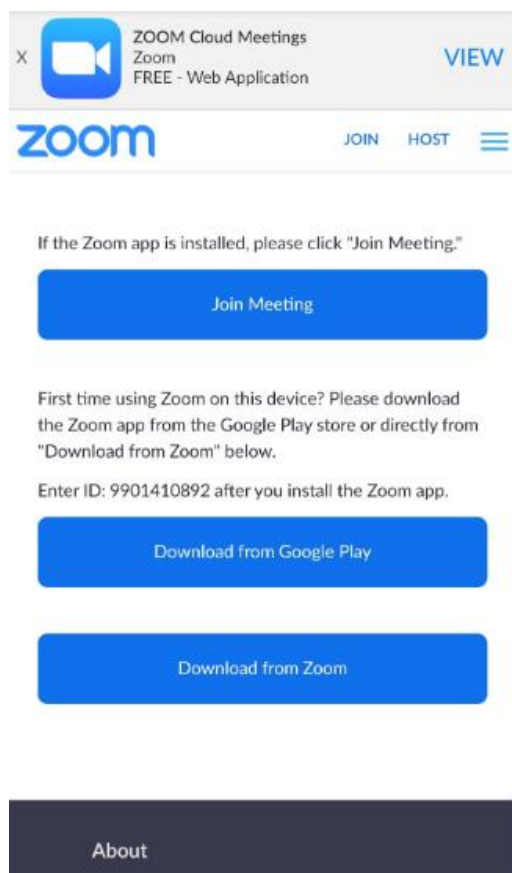 X
ZOOM Cloud Meetings
Zoom
FREE - Web Application
VIEW
zoom
JOIN HOST
If the Zoom app is installed, please click "Join Meeting."
Join Meeting
First time using Zoom on this device? Please download
the Zoom app from the Google Play store or directly from
"Download from Zoom" below.
Enter ID: 9901410892 after you install the Zoom app.
Download from Google Play
Download from Zoom
About